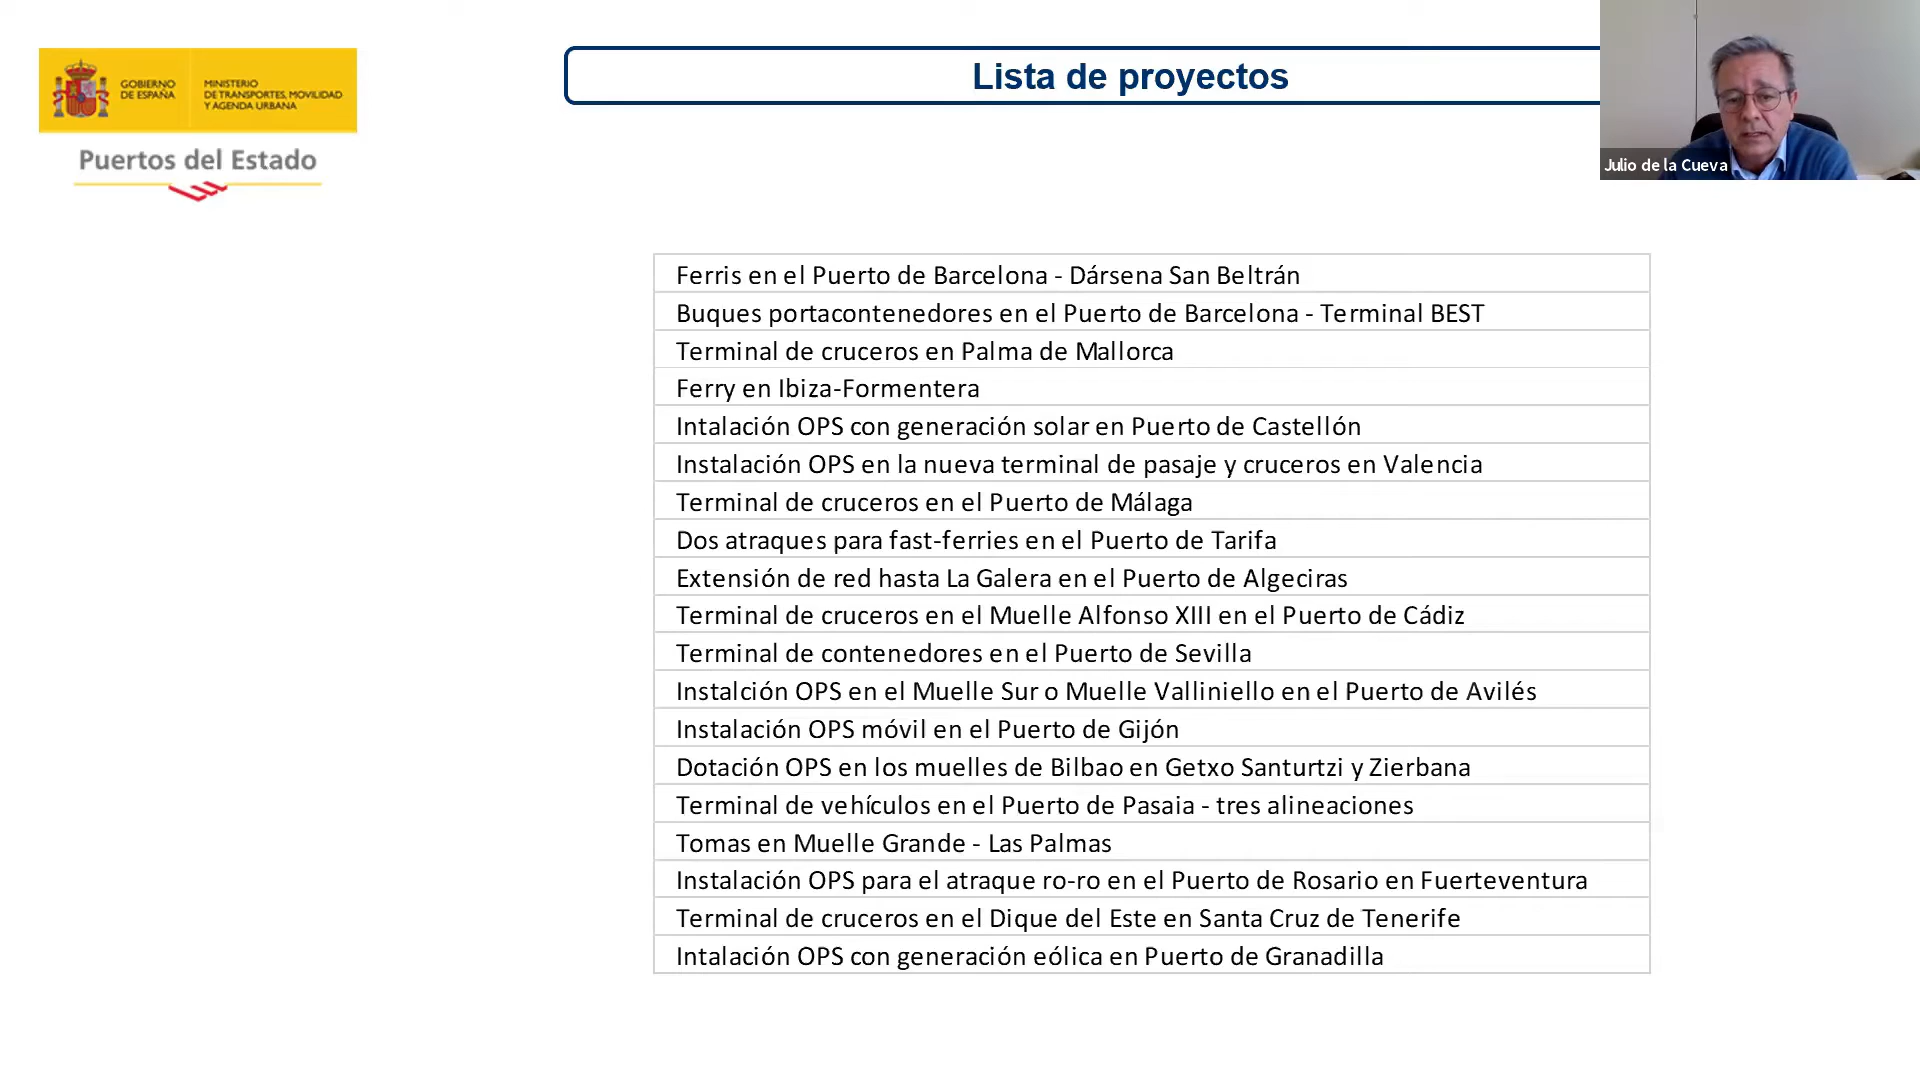 GOBIERNO
DE ESPAÑA
MINISTERIO
DE TRANSPORTES, MOVILIDAD
Y AGENDA URBANA
Puertos del Estado
Lista de proyectos
Julio de la Cueva
Ferris en el Puerto de Barcelona - Dársena San Beltrán
Buques portacontenedores en el Puerto de Barcelona - Terminal BEST
Terminal de cruceros en Palma de Mallorca
Ferry en Ibiza-Formentera
Intalación OPS con generación solar en Puerto de Castellón
Instalación OPS en la nueva terminal de pasaje y cruceros en Valencia
Terminal de cruceros en el Puerto de Málaga
Dos atraques para fast-ferries en el Puerto de Tarifa
Extensión de red hasta La Galera en el Puerto de Algeciras
Terminal de cruceros en el Muelle Alfonso XIII en el Puerto de Cádiz
Terminal de contenedores en el Puerto de Sevilla
Instalción OPS en el Muelle Sur o Muelle Valliniello en el Puerto de Avilés
Instalación OPS móvil en el Puerto de Gijón
Dotación OPS en los muelles de Bilbao en Getxo Santurtzi y Zierbana
Terminal de vehículos en el Puerto de Pasaia - tres alineaciones
Tomas en Muelle Grande - Las Palmas
Instalación OPS para el atraque ro-ro en el Puerto de Rosario en Fuerteventura
Terminal de cruceros en el Dique del Este en Santa Cruz de Tenerife
Intalación OPS con generación eólica en Puerto de Granadilla